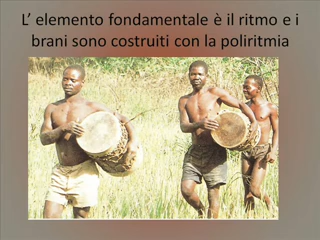 L’ elemento fondamentale è il ritmo e i
brani sono costruiti con la poliritmia